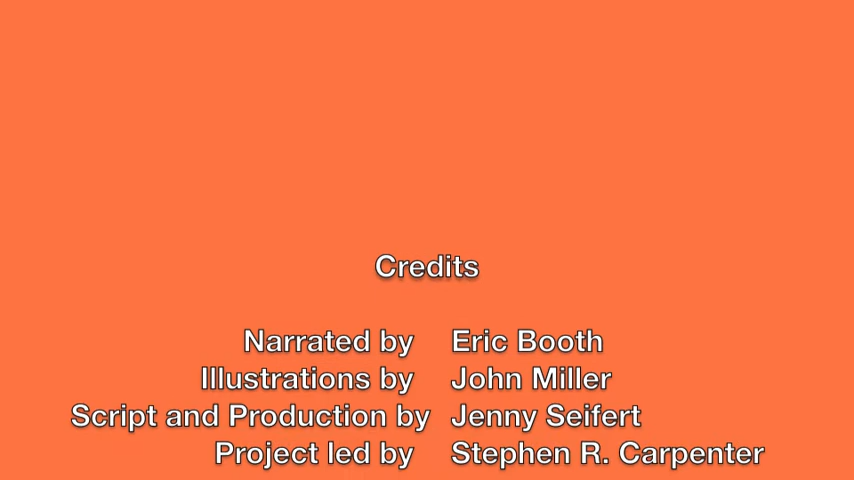 Credits
Narrated by Eric Booth
Illustrations by John Miller
Script and Production by Jenny Seifert
Project led by Stephen R. Carpenter